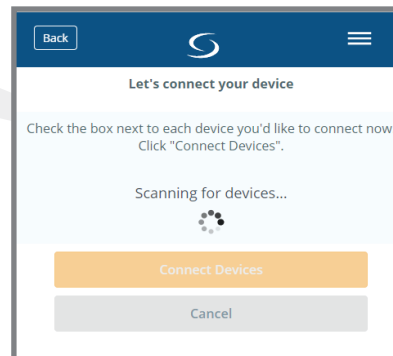 Back
Let's connect your device
Check the box next to each device you'd like to connect now
Click "Connect Devices".
Scanning for devices...
Connect Devices
Cancel